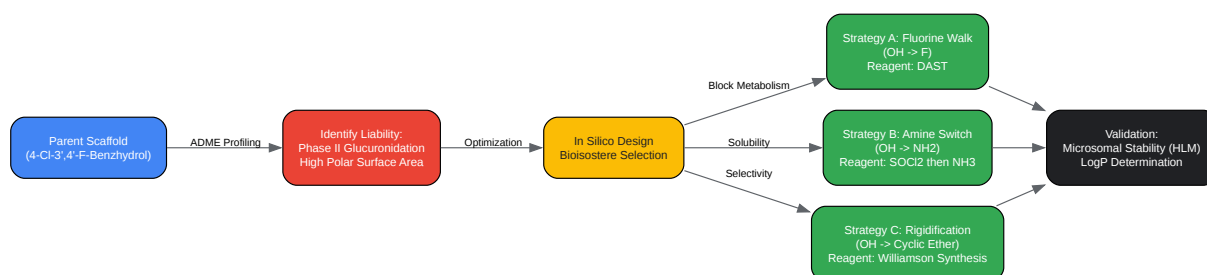 Parent Scaffold
(4-Cl-3',4'-F-Benzhydrol)
ADME Profiling
Identify Liability:
Phase II Glucuronidation
High Polar Surface Area
Optimization
In Silico Design
Bioisostere Selection
Block Metabolism
Solubility
Selectivity
Strategy A: Fluorine Walk
(OH -> F)
Reagent: DAST
Strategy B: Amine Switch
(OH -> NH2)
Reagent: SOCl2 then NH3
Strategy C: Rigidification
(OH -> Cyclic Ether)
Reagent: Williamson Synthesis
Validation:
Microsomal Stability (HLM)
LogP Determination